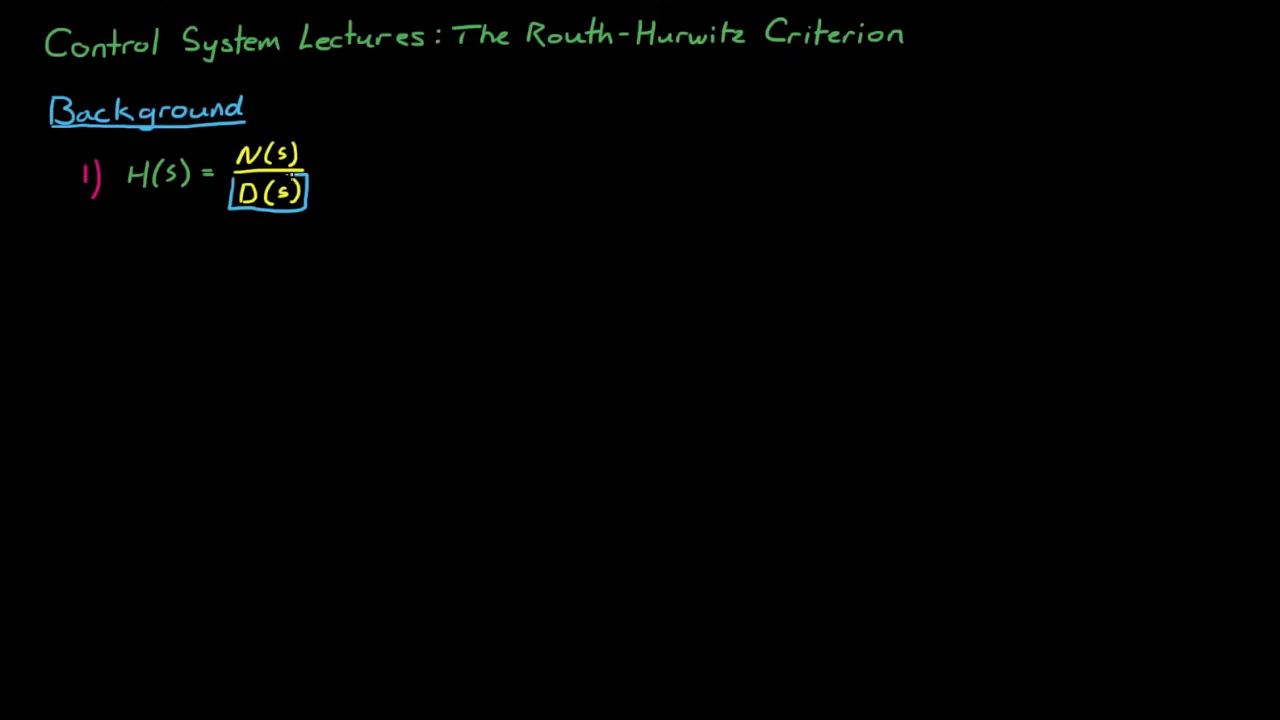 Control System Lectures: The Routh-Hurwitz Criterion
Background
1) H(s) = N(s)
D(s)